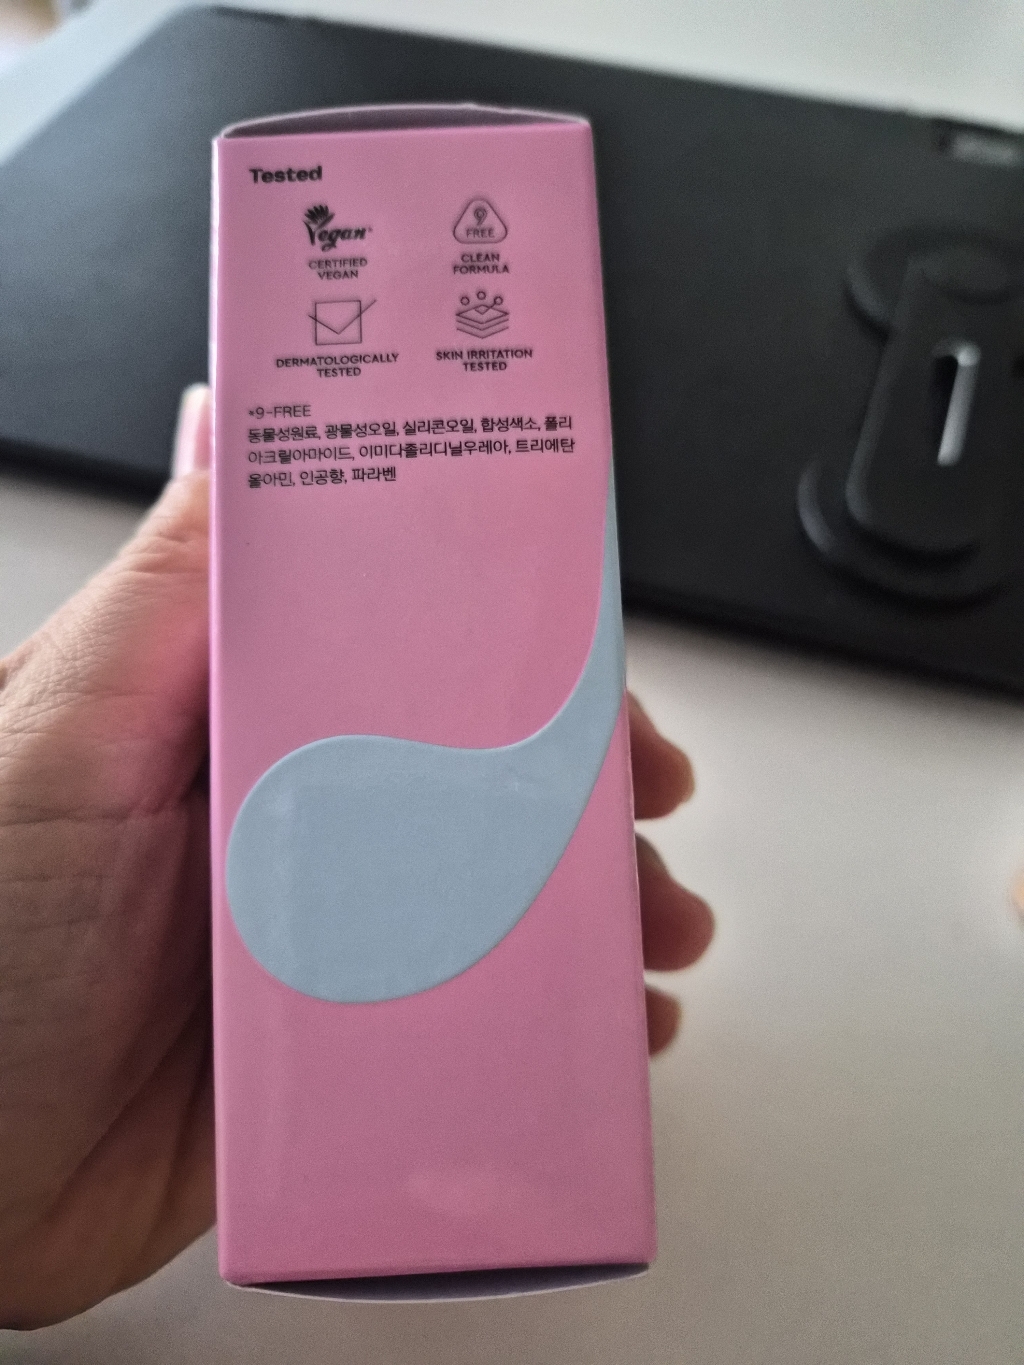 Tested
Vegan
CERTIFIED
VEGAN
9
FREE
CLEAN
FORMULA
DERMATOLOGICALLY
TESTED
SKIN IRRITATION
TESTED
*9-FREE
동물성원료, 광물성오일, 실리콘오일, 합성색소, 폴리
아크릴아마이드, 이미다졸리디닐우레아, 트리에탄
올아민, 인공향, 파라벤